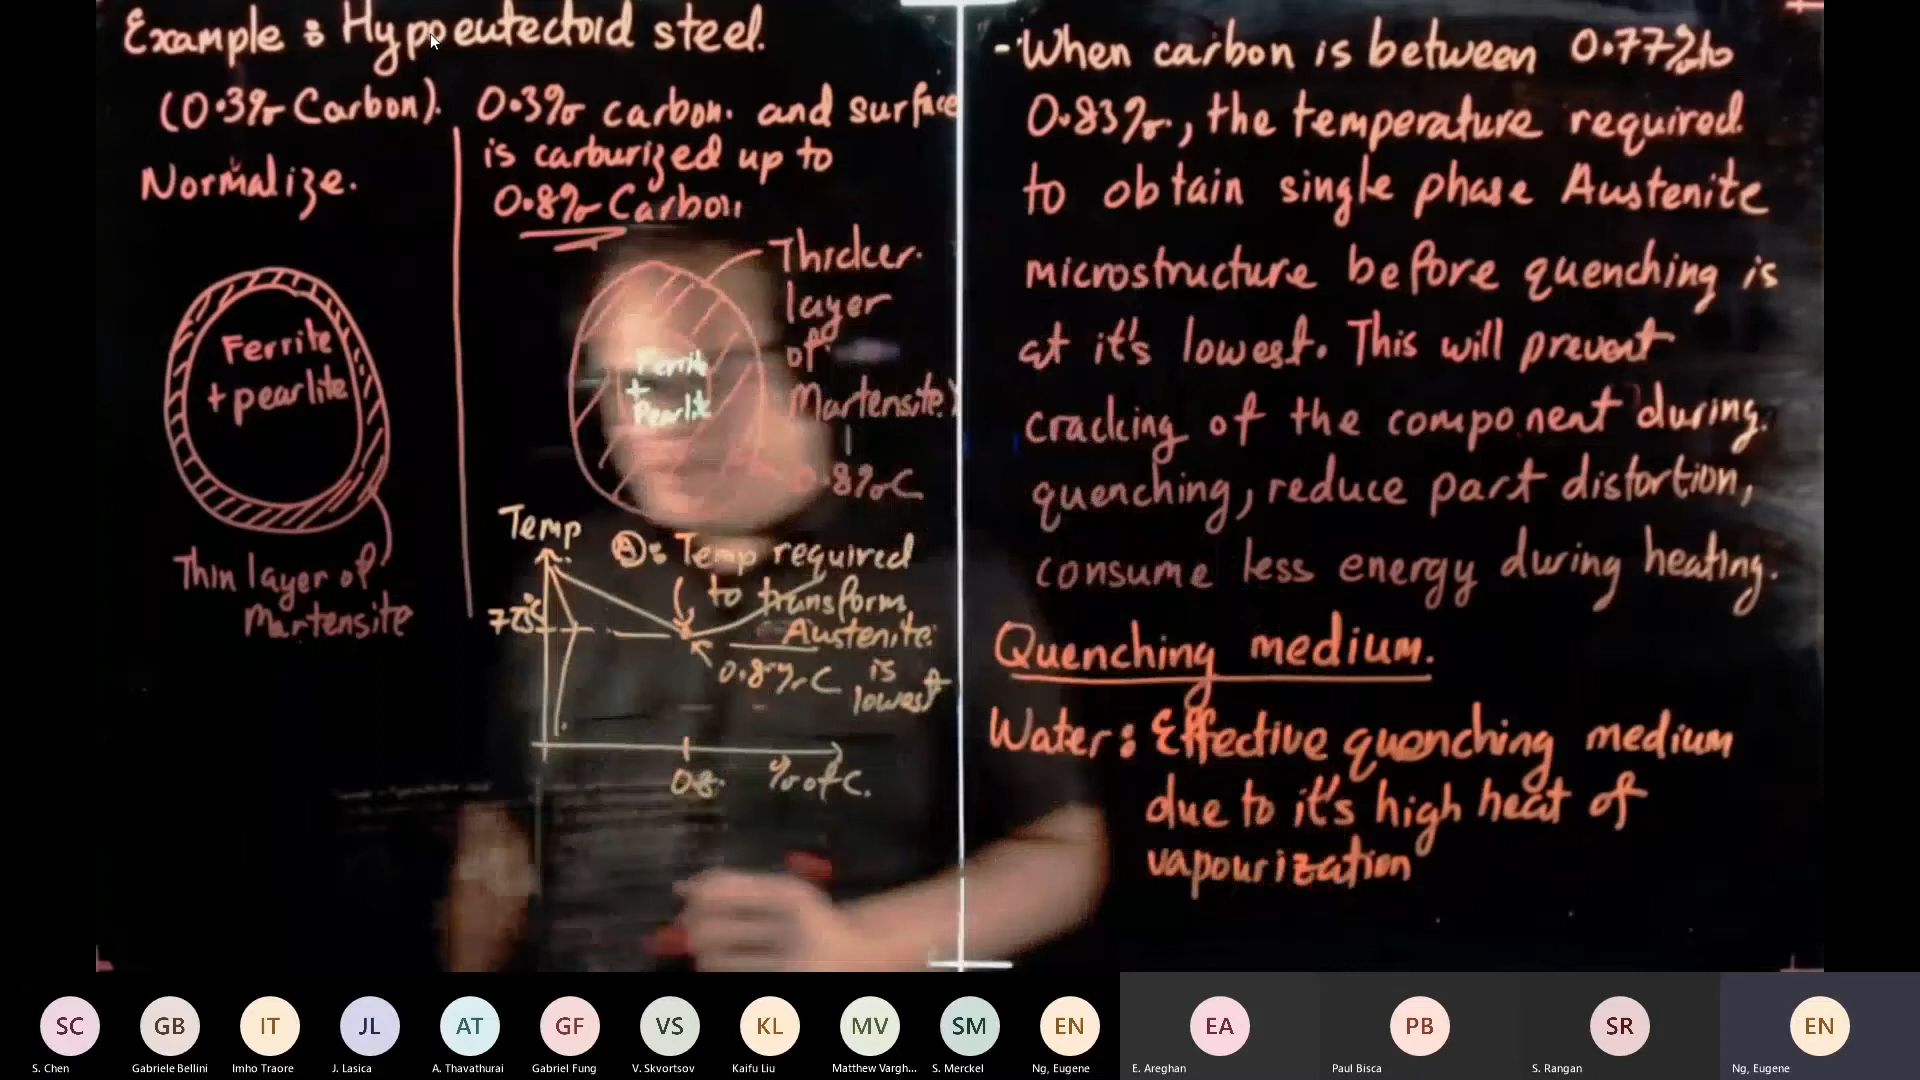 Example : Hypoeutectoid steel.
(0.3% Carbon).
Normalize.
Ferrite
+ pearlite
Thin layer of
Martensite
0.3% carbon. and surface
is carburized up to
0.8% Carbon
Thicker
layer
of
Martensite
0.8% C
Ferrit
+
Pearlit
Temp
A : Temp required
to transform
Austenite
is
lowest
0.8% C
0.8
% of C.
- When carbon is between 0.77% to
0.83%, the temperature required
to obtain single phase Austenite
microstructure before quenching is
at it's lowest. This will prevent
cracking of the component during
quenching, reduce part distortion,
consume less energy during heating.
Quenching medium.
Water : Effective quenching medium
due to it's high heat of
vapourization
SC GB IT JL AT GF VS KL MV SM EN EA PB SR EN
S. Chen Gabriele Bellini Imho Traore J. Lasica A. Thavathurai Gabriel Fung V. Skvortsov Kaifu Liu Matthew Vargh... S. Merckel Ng, Eugene E. Areghan Paul Bisca S. Rangan Ng, Eugene